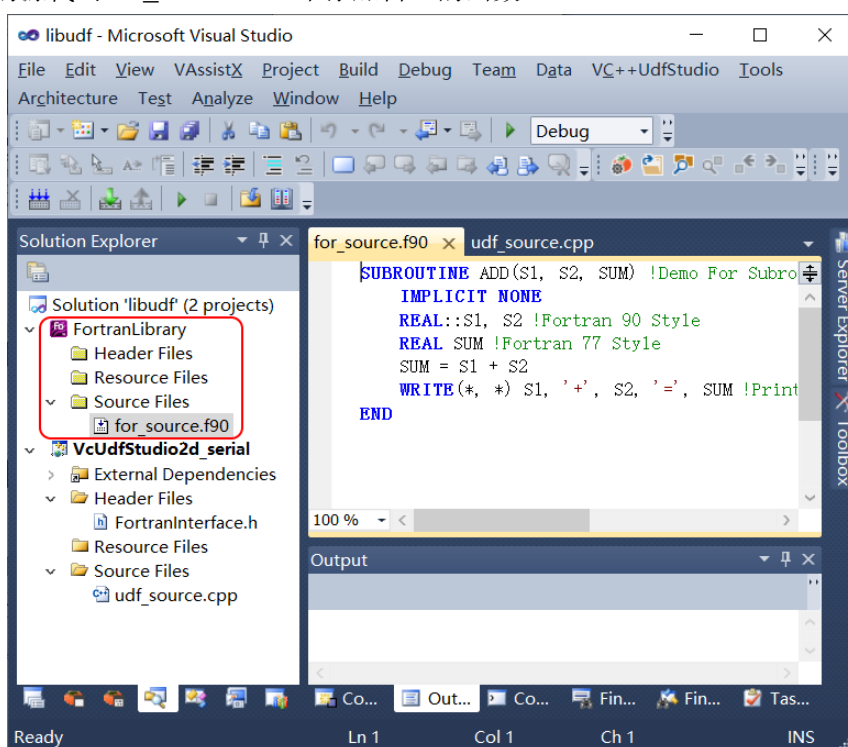 libudf - Microsoft Visual Studio
File Edit View VAssistX Project Build Debug Team Data VC++UdfStudio Tools
Architecture Test Analyze Window Help
Debug
Solution Explorer
for_source.f90
udf_source.cpp
Solution 'libudf' (2 projects)
FortranLibrary
Header Files
Resource Files
Source Files
for_source.f90
VcUdfStudio2d_serial
External Dependencies
Header Files
FortranInterface.h
Resource Files
Source Files
udf_source.cpp
SUBROUTINE ADD(S1, S2, SUM) !Demo For Subro
IMPLICIT NONE
REAL::S1, S2 !Fortran 90 Style
REAL SUM !Fortran 77 Style
SUM = S1 + S2
WRITE(*, *) S1, '+', S2, '=', SUM !Print
END
100 %
Output
Server Explorer
Toolbox
Co... Out... Co... Fin... Fin... Tas...
Ready Ln 1 Col 1 Ch 1 INS